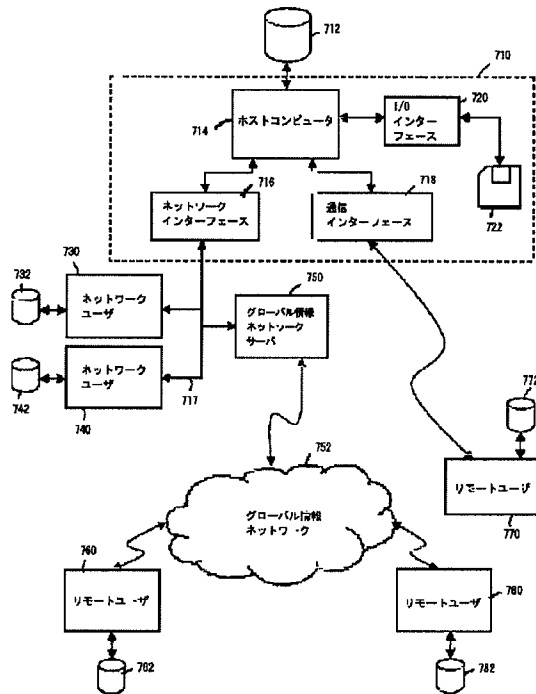 712
710
ホストコンピュータ
714
I/O
インター
フェース
720
722
716
ネットワーク
インターフェース
718
通信
インターフェース
730
732
ネットワーク
ユーザ
742
ネットワーク
ユーザ
740
717
750
グローバル情報
ネットワーク
サーバ
752
グローバル情報
ネットワーク
772
リモートユーザ
770
760
リモートユーザ
762
780
リモートユーザ
782